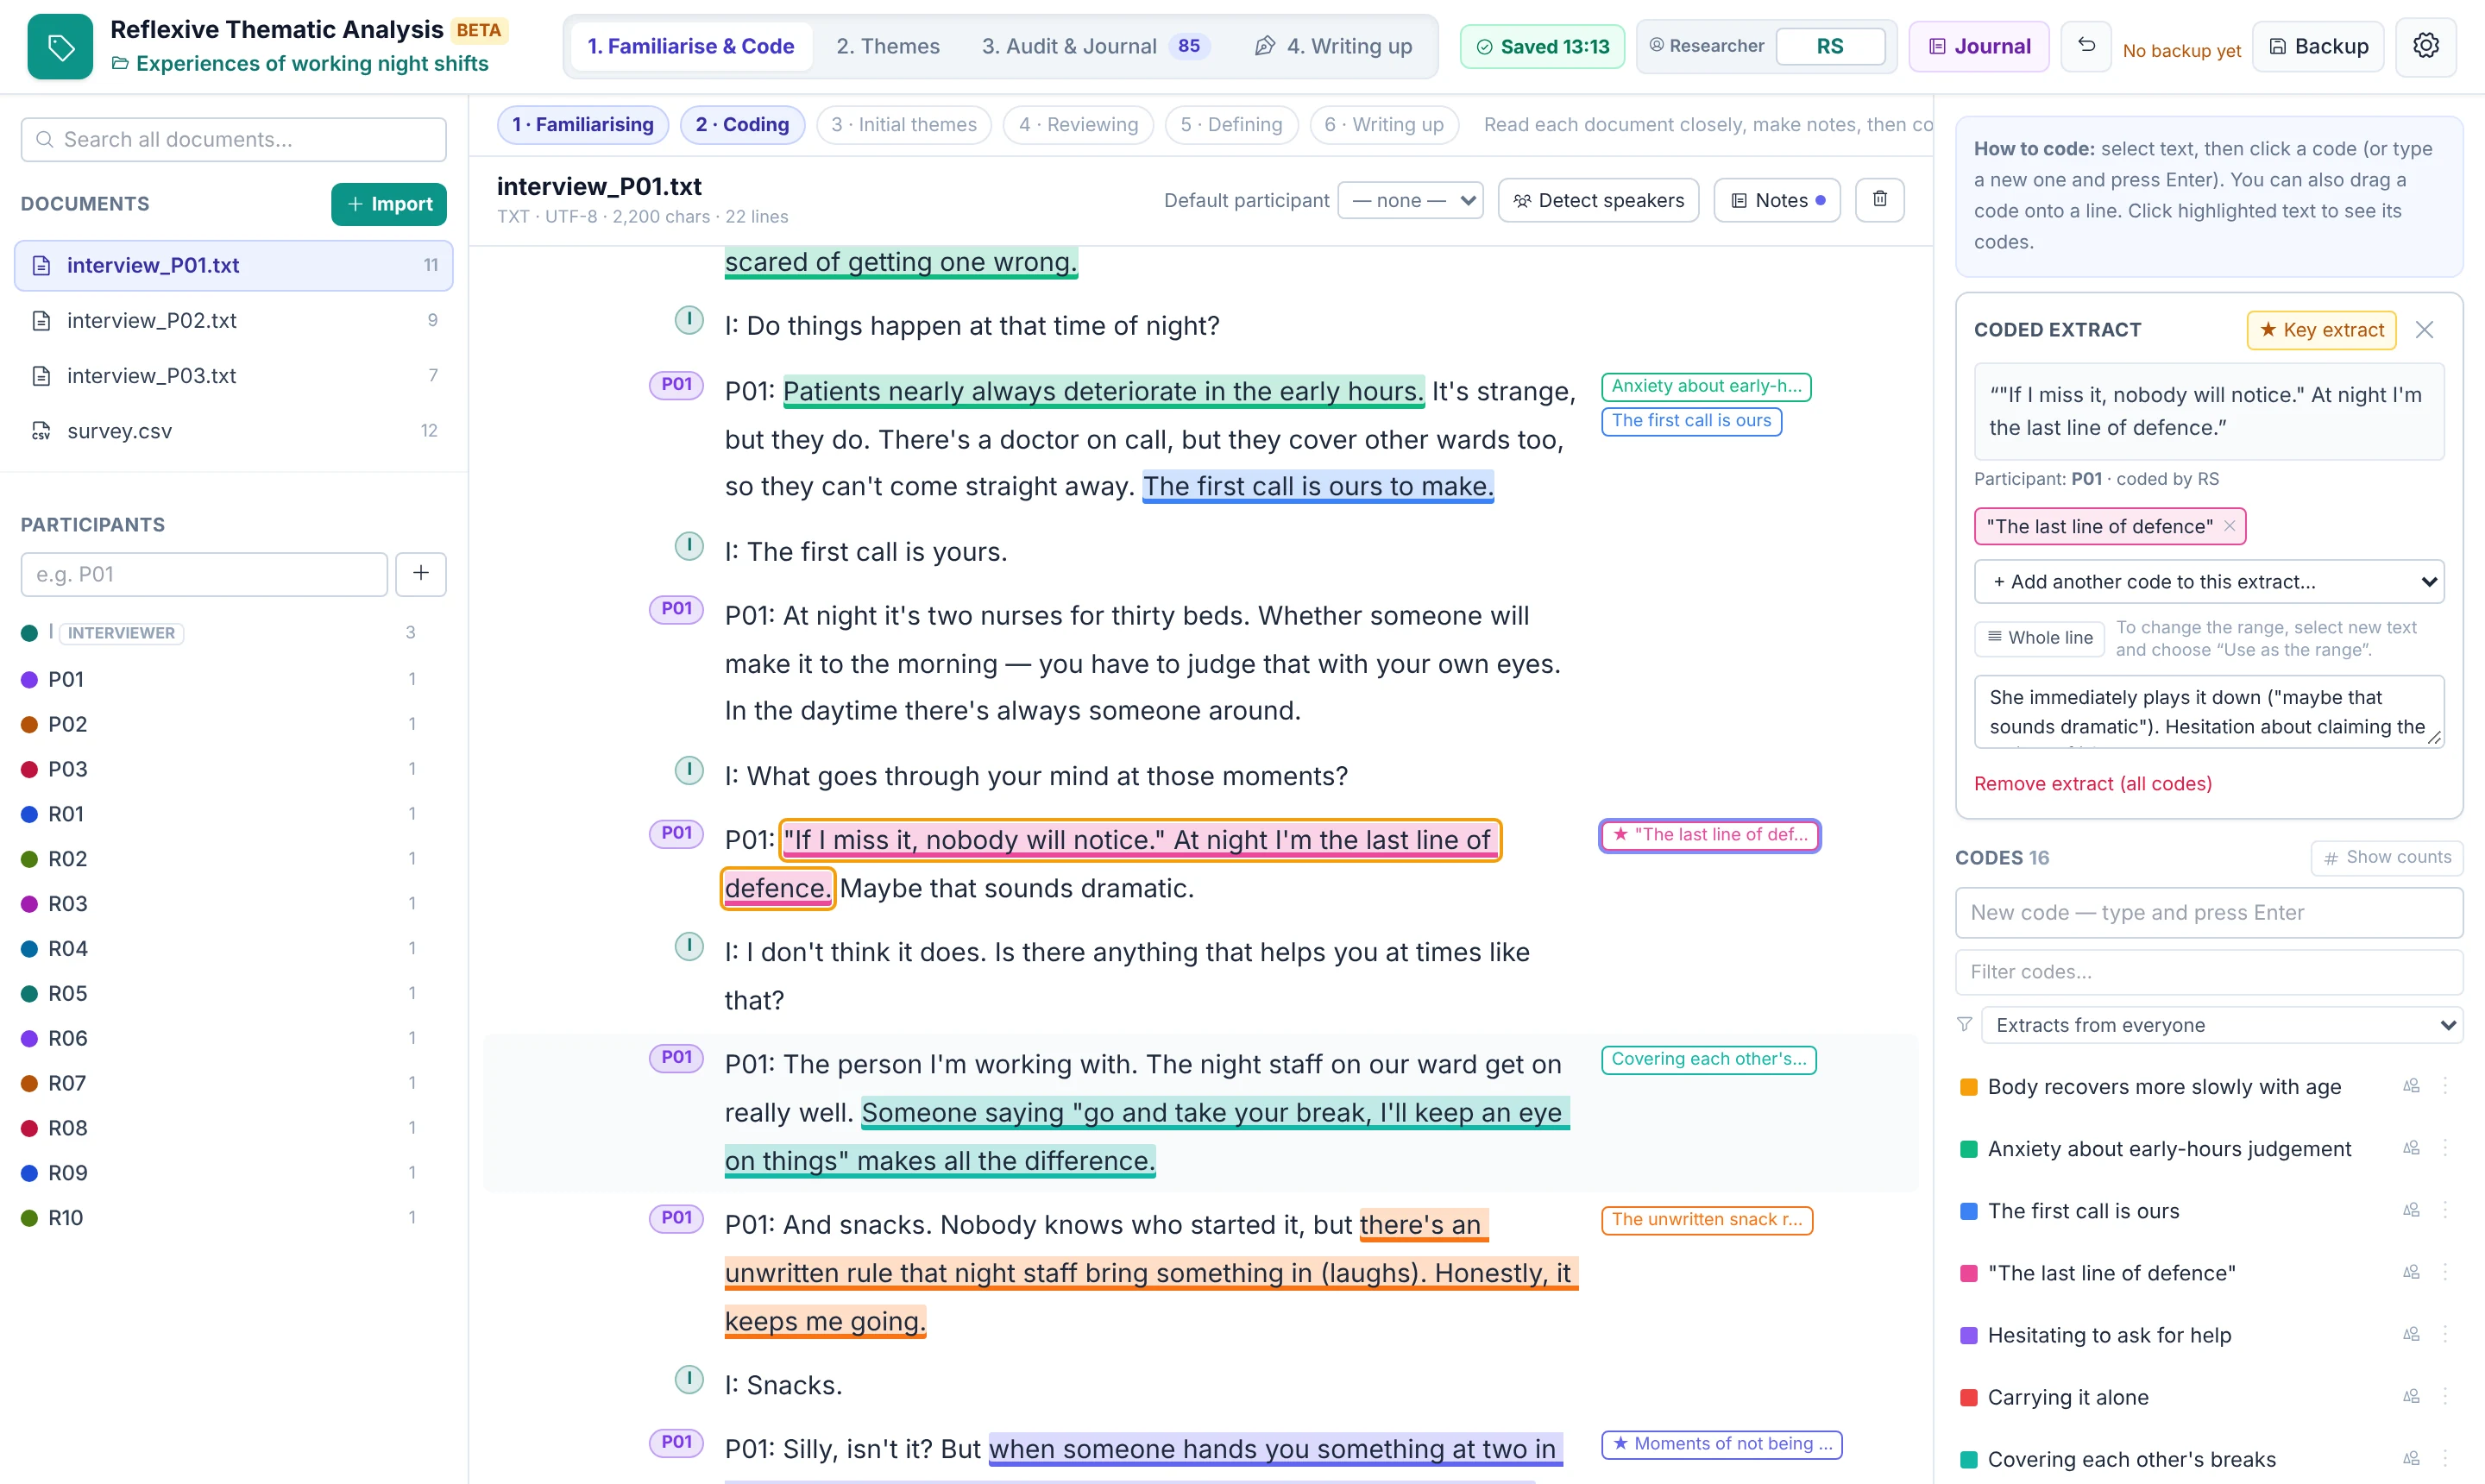 Reflexive Thematic Analysis BETA
Experiences of working night shifts
1. Familiarise & Code
2. Themes
3. Audit & Journal 85
4. Writing up
Saved 13:13
Researcher RS
Journal
No backup yet
Backup
Search all documents...
DOCUMENTS
Import
interview_P01.txt 11
interview_P02.txt 9
interview_P03.txt 7
survey.csv 12
PARTICIPANTS
e.g. P01
I INTERVIEWER 3
P01 1
P02 1
P03 1
R01 1
R02 1
R03 1
R04 1
R05 1
R06 1
R07 1
R08 1
R09 1
R10 1
1 · Familiarising
2 · Coding
3 · Initial themes
4 · Reviewing
5 · Defining
6 · Writing up
Read each document closely, make notes, then co
interview_P01.txt
TXT · UTF-8 · 2,200 chars · 22 lines
Default participant
— none —
Detect speakers
Notes
scared of getting one wrong.
I
I: Do things happen at that time of night?
P01
P01: Patients nearly always deteriorate in the early hours. It's strange,
but they do. There's a doctor on call, but they cover other wards too,
so they can't come straight away. The first call is ours to make.
Anxiety about early-h...
The first call is ours
I
I: The first call is yours.
P01
P01: At night it's two nurses for thirty beds. Whether someone will
make it to the morning — you have to judge that with your own eyes.
In the daytime there's always someone around.
I
I: What goes through your mind at those moments?
P01
P01: "If I miss it, nobody will notice." At night I'm the last line of
defence. Maybe that sounds dramatic.
★ "The last line of def...
I
I: I don't think it does. Is there anything that helps you at times like
that?
P01
P01: The person I'm working with. The night staff on our ward get on
really well. Someone saying "go and take your break, I'll keep an eye
on things" makes all the difference.
Covering each other's...
P01
P01: And snacks. Nobody knows who started it, but there's an
unwritten rule that night staff bring something in (laughs). Honestly, it
keeps me going.
The unwritten snack r...
I
I: Snacks.
P01
P01: Silly, isn't it? But when someone hands you something at two in
★ Moments of not being ...
How to code: select text, then click a code (or type
a new one and press Enter). You can also drag a
code onto a line. Click highlighted text to see its
codes.
CODED EXTRACT
★ Key extract
“"If I miss it, nobody will notice." At night I'm
the last line of defence.”
Participant: P01 · coded by RS
"The last line of defence"
+ Add another code to this extract...
Whole line
To change the range, select new text
and choose “Use as the range”.
She immediately plays it down ("maybe that
sounds dramatic"). Hesitation about claiming the
Remove extract (all codes)
CODES 16
# Show counts
New code — type and press Enter
Filter codes...
Extracts from everyone
Body recovers more slowly with age
Anxiety about early-hours judgement
The first call is ours
"The last line of defence"
Hesitating to ask for help
Carrying it alone
Covering each other's breaks